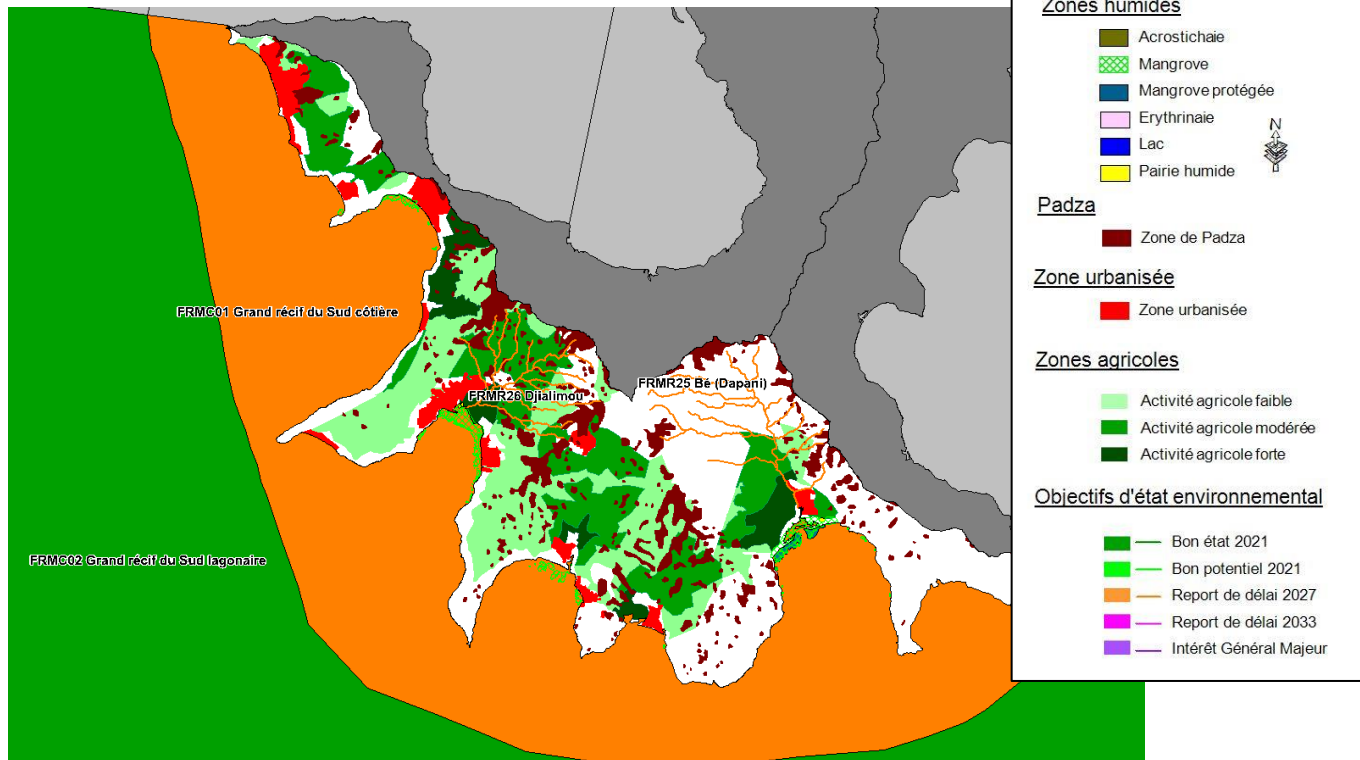 Zones humides
Acrostichaie
Mangrove
Mangrove protégée
Erythrinaie
N
Lac
Pairie humide
Padza
Zone de Padza
Zone urbanisée
Zone urbanisée
Zones agricoles
Activité agricole faible
Activité agricole modérée
Activité agricole forte
Objectifs d'état environnemental
Bon état 2021
Bon potentiel 2021
Report de délai 2027
Report de délai 2033
Intérêt Général Majeur
FRMC01 Grand récif du Sud côtière
FRMR25 Bé (Dapani)
FRMR26 Djialimou
FRMC02 Grand récif du Sud lagonaire